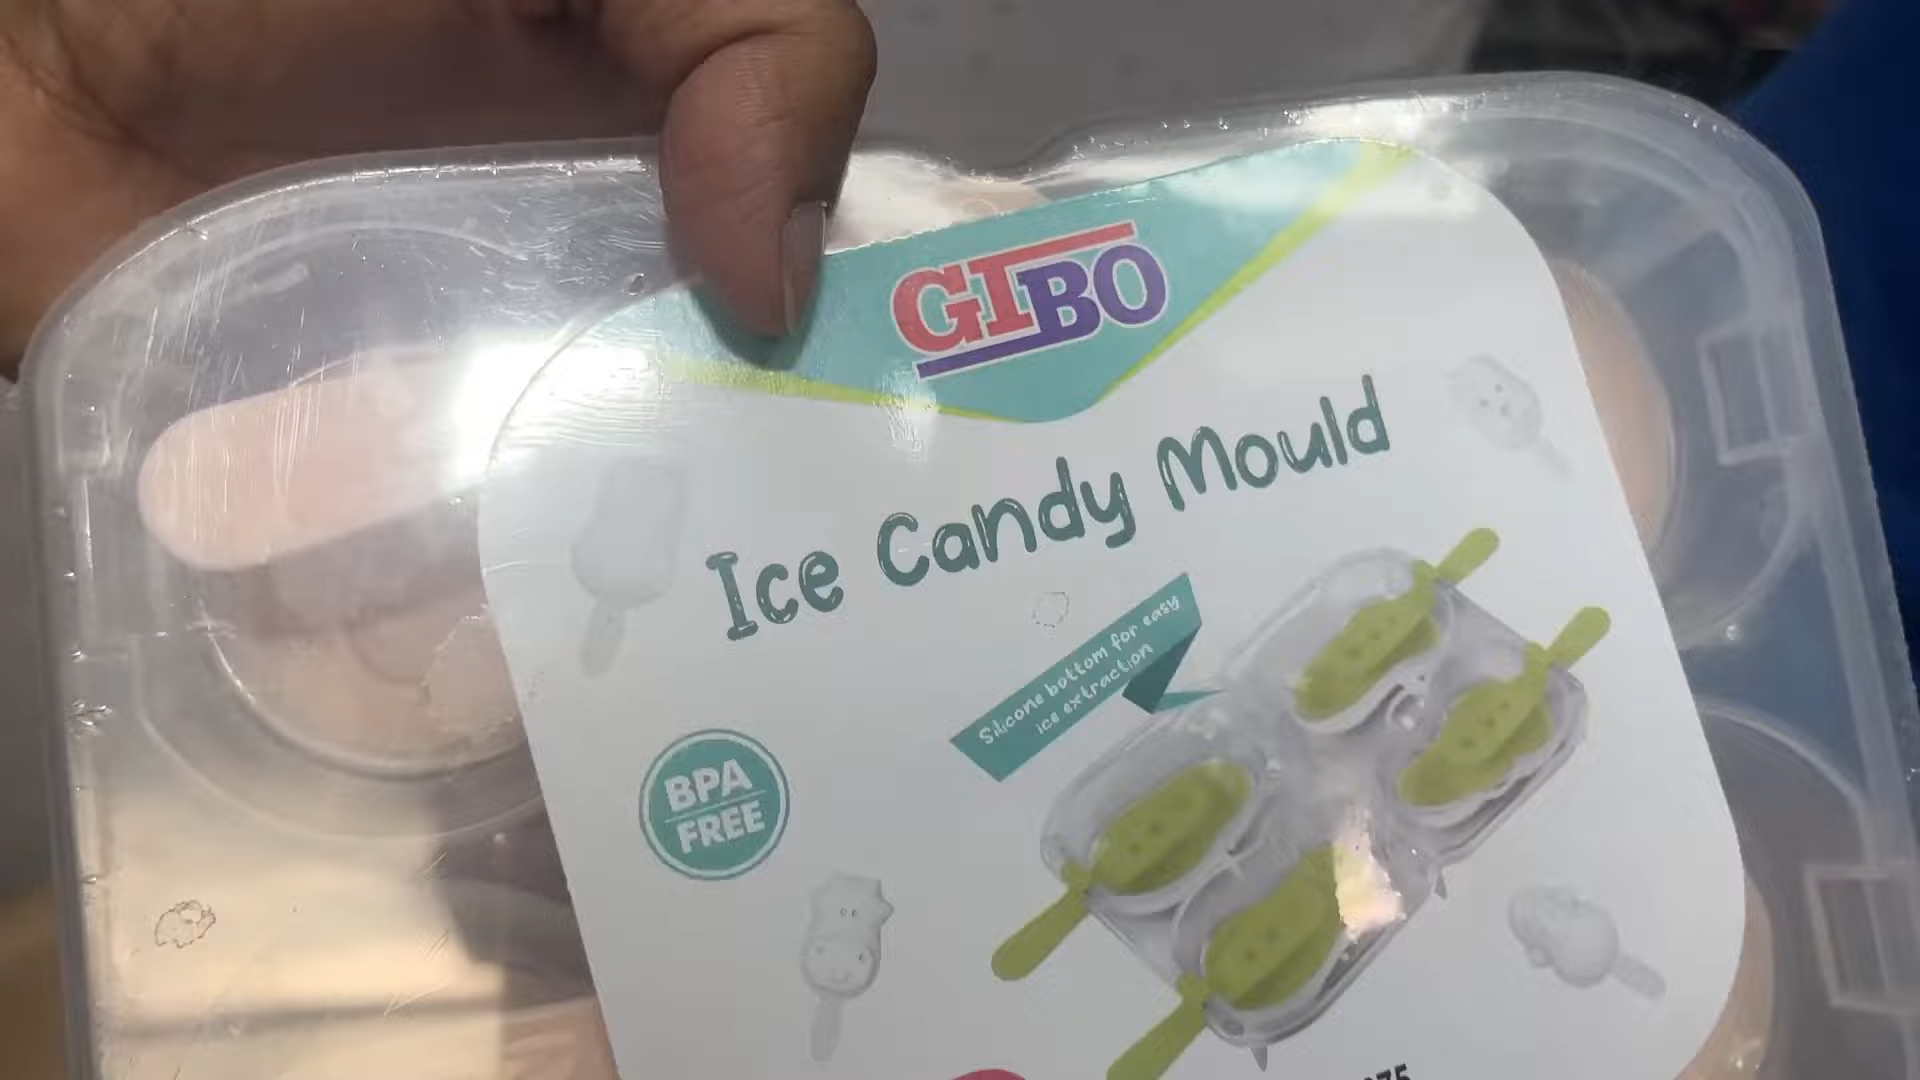 GIBO
Ice Candy Mould
Silicone bottom for easy
ice extraction
BPA
FREE